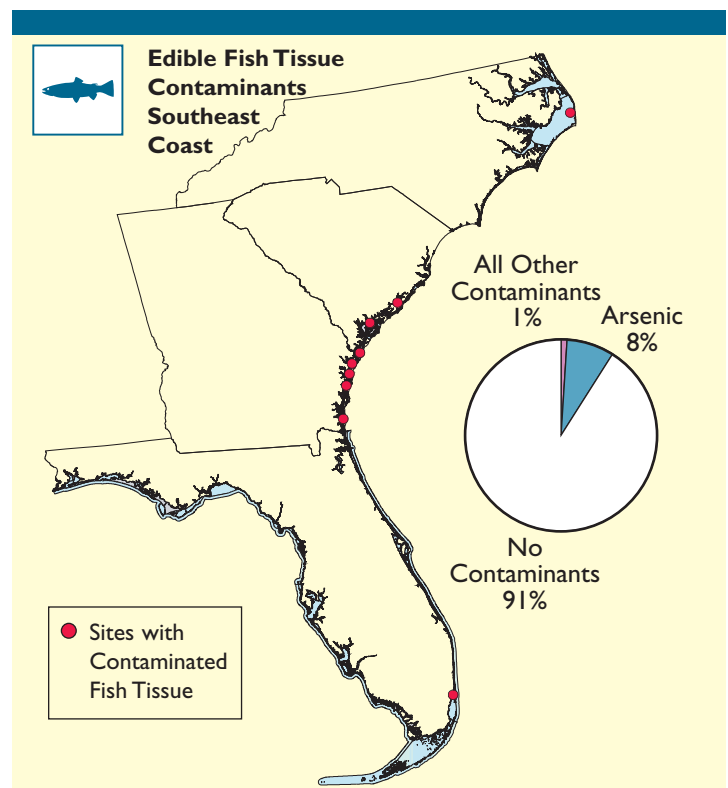 Edible Fish Tissue
Contaminants
Southeast
Coast
All Other
Contaminants
1%
Arsenic
8%
No
Contaminants
91%
Sites with
Contaminated
Fish Tissue